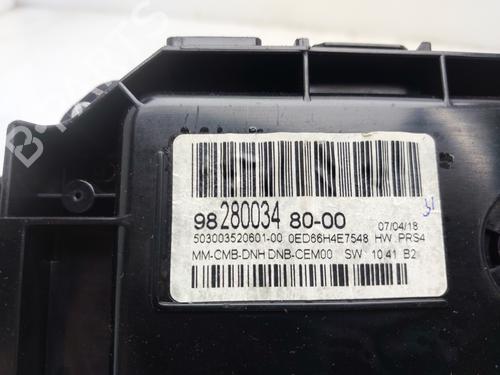 98 280034 80-00 07/04/18
503003520601-00 0ED66H4E7548 HW PRS4
MM-CMB-DNH DNB-CEM00 SW 10.41 B2